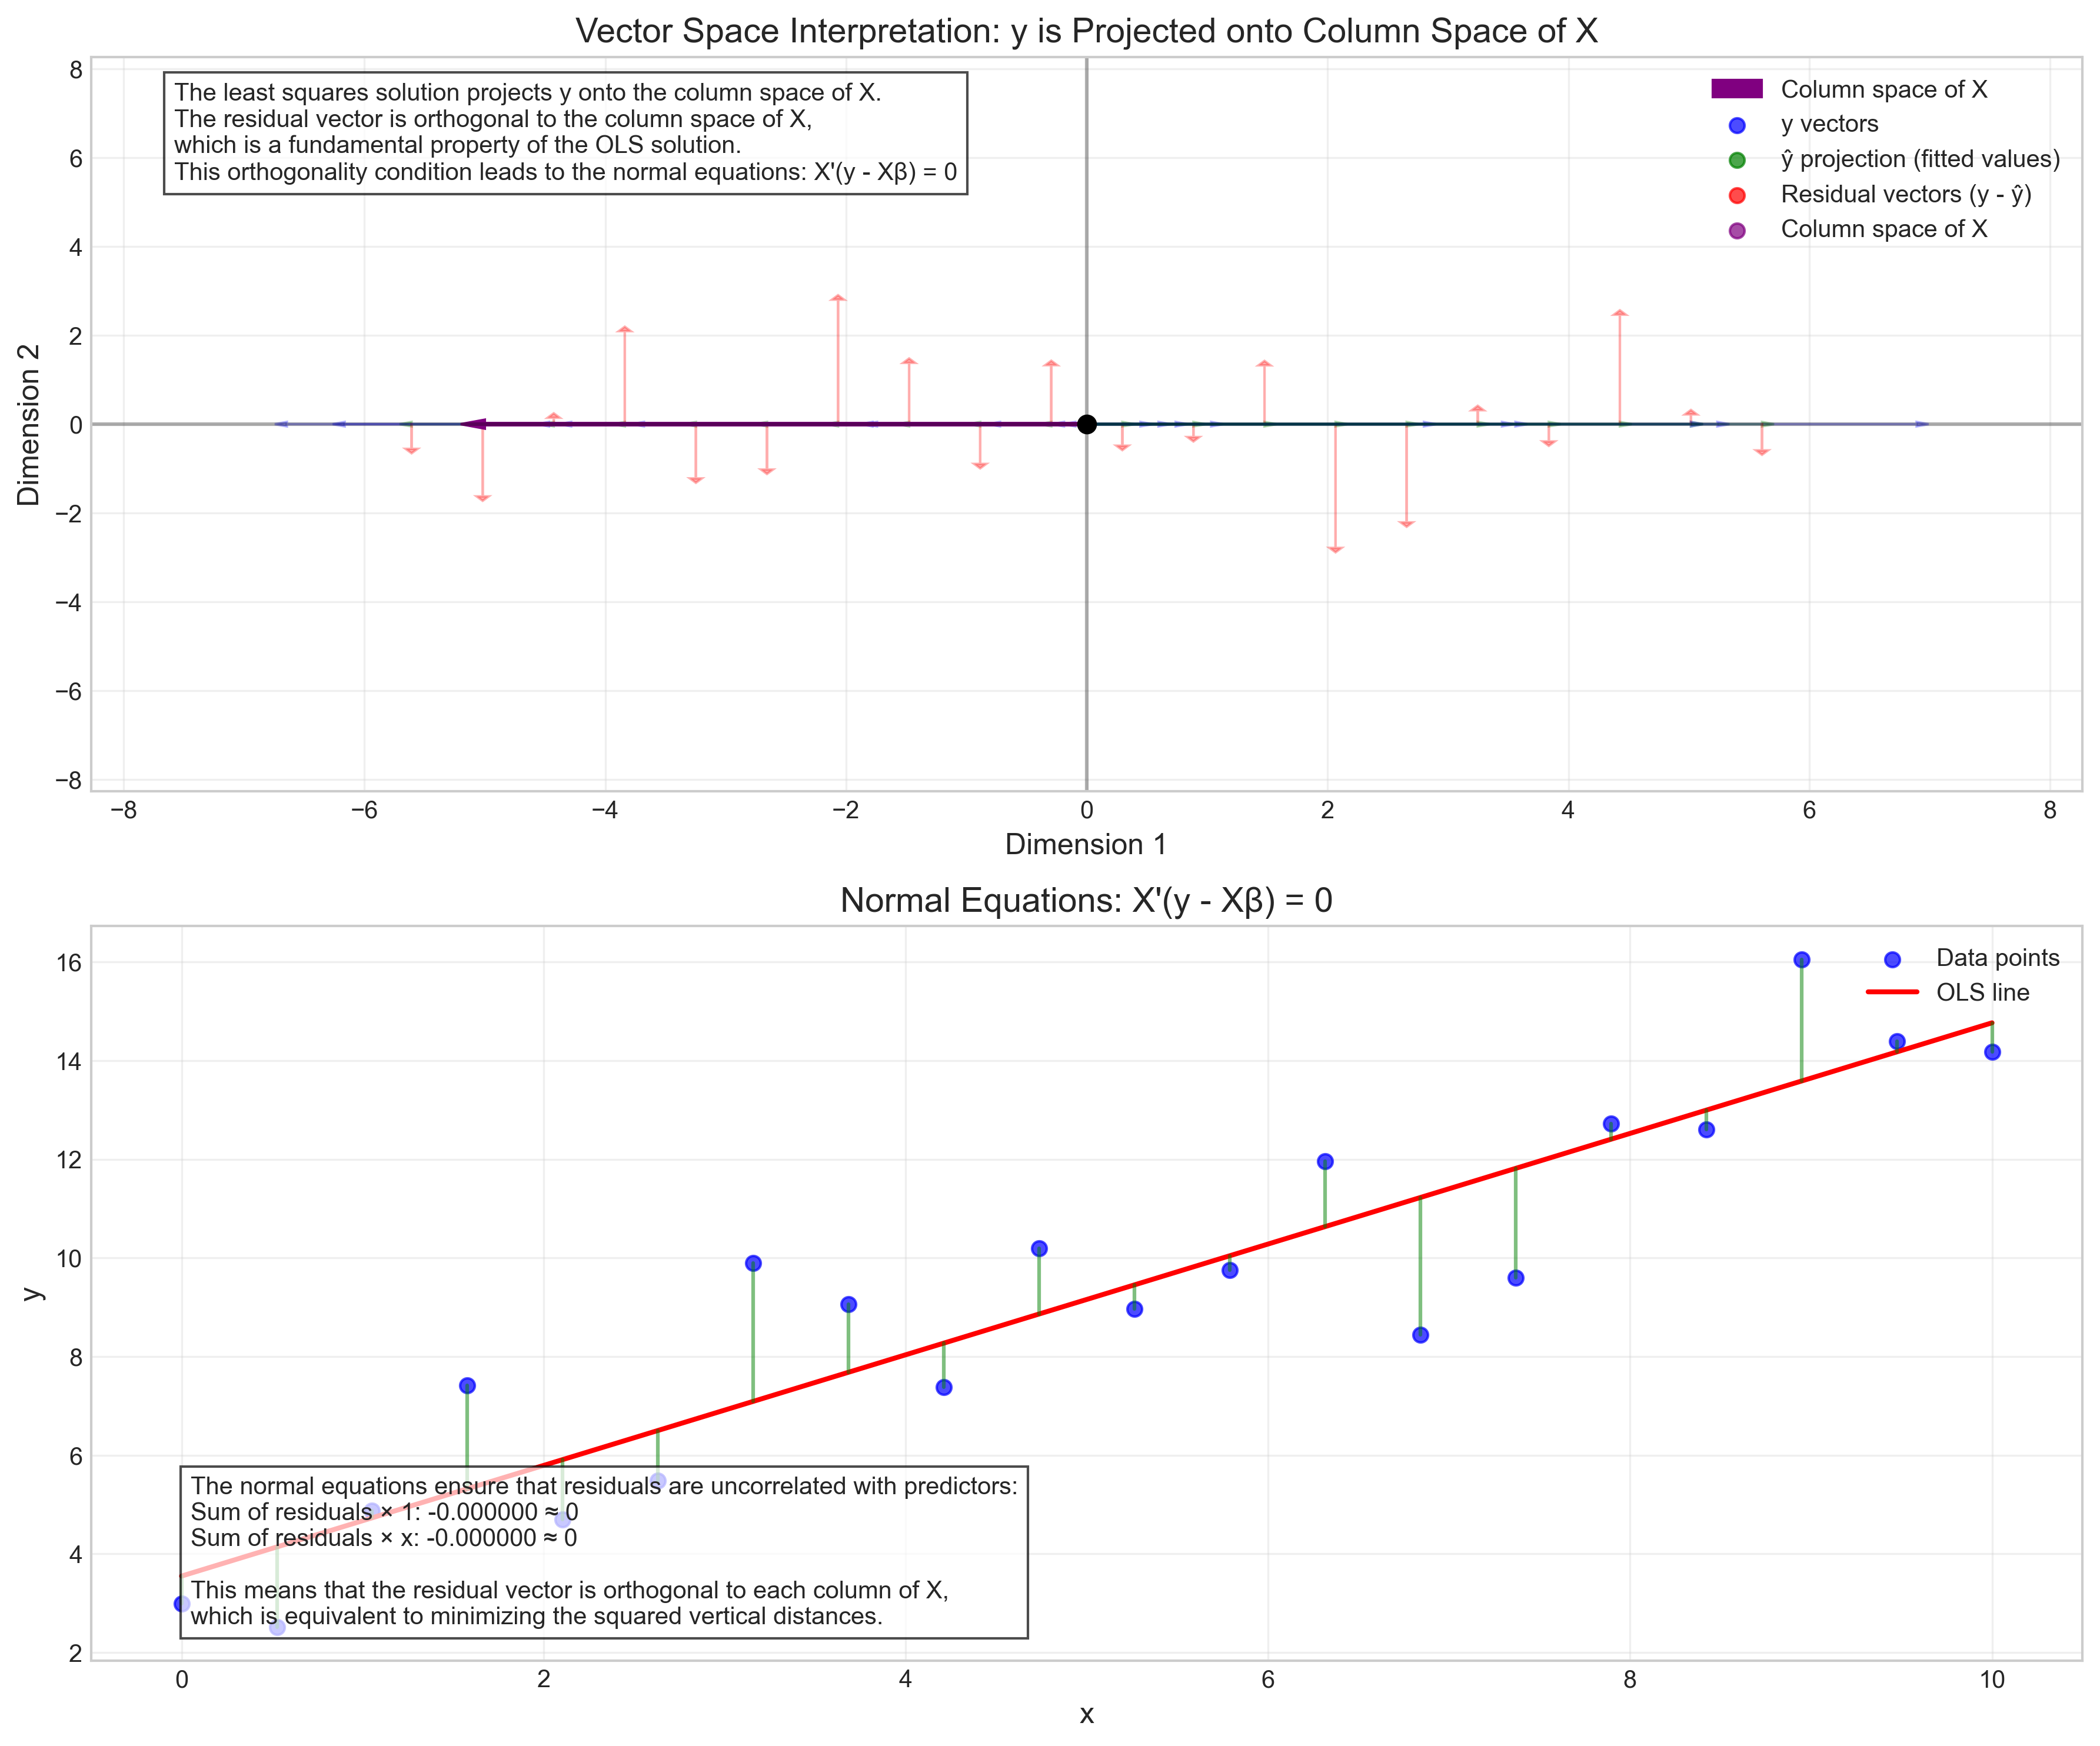 Vector Space Interpretation: y is Projected onto Column Space of X
8
The least squares solution projects y onto the column space of X.
The residual vector is orthogonal to the column space of X,
which is a fundamental property of the OLS solution.
This orthogonality condition leads to the normal equations: X'(y - Xβ) = 0
Column space of X
y vectors
ŷ projection (fitted values)
Residual vectors (y - ŷ)
Column space of X
6
4
2
0
−2
−4
−6
−8
Dimension 2
−8 −6 −4 −2 0 2 4 6 8
Dimension 1
Normal Equations: X'(y - Xβ) = 0
Data points
OLS line
16
14
12
10
8
6
4
2
y
The normal equations ensure that residuals are uncorrelated with predictors:
Sum of residuals × 1: -0.000000 ≈ 0
Sum of residuals × x: -0.000000 ≈ 0
This means that the residual vector is orthogonal to each column of X,
which is equivalent to minimizing the squared vertical distances.
0 2 4 6 8 10
x